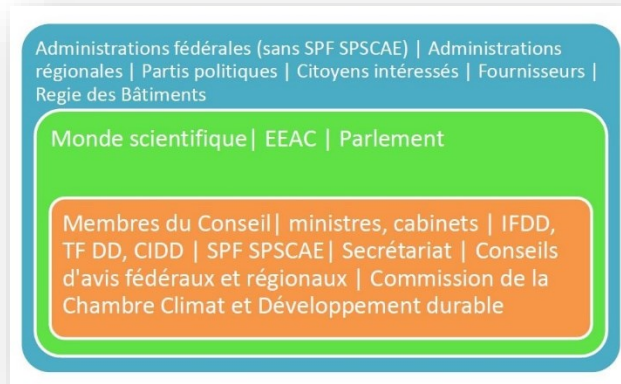 Administrations fédérales (sans SPF SPSCAE) | Administrations
régionales | Partis politiques | Citoyens intéressés | Fournisseurs |
Regie des Bâtiments
Monde scientifique| EEAC | Parlement
Membres du Conseil| ministres, cabinets | IFDD,
TF DD, CIDD | SPF SPSCAE| Secrétariat | Conseils
d'avis fédéraux et régionaux | Commission de la
Chambre Climat et Développement durable